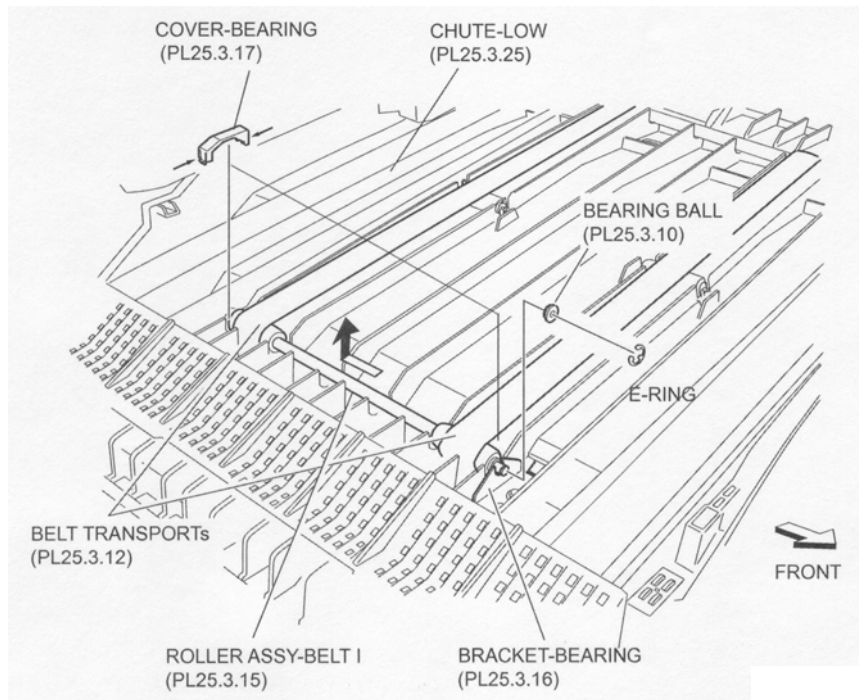 COVER-BEARING
(PL25.3.17)
CHUTE-LOW
(PL25.3.25)
BEARING BALL
(PL25.3.10)
E-RING
BELT TRANSPORTs
(PL25.3.12)
FRONT
ROLLER ASSY-BELT I
(PL25.3.15)
BRACKET-BEARING
(PL25.3.16)